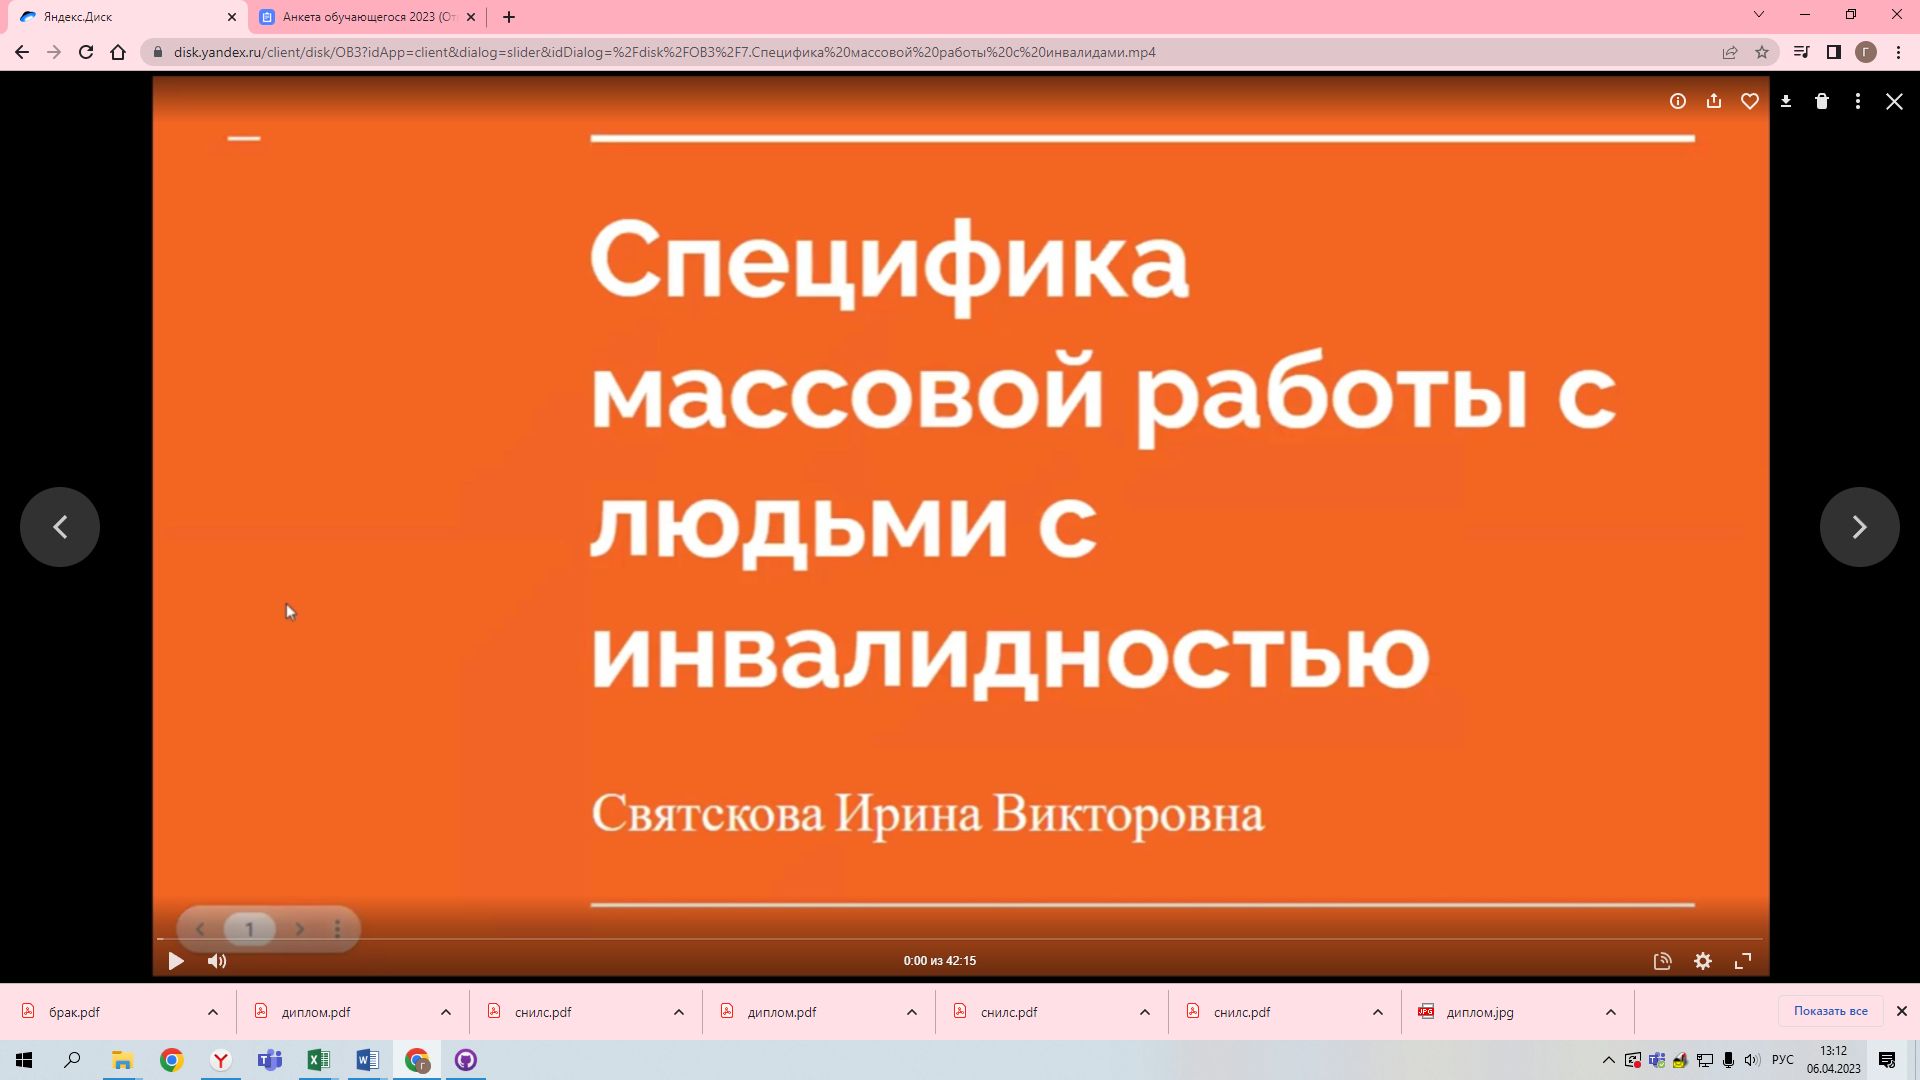 Яндекс.Диск
Анкета обучающегося 2023 (От
disk.yandex.ru/client/disk/ОВЗ?idApp=client&dialog=slider&idDialog=%2Fdisk%2FОВЗ%2F7.Специфика%20массовой%20работы%20с%20инвалидами.mp4
Г
Специфика
массовой работы с
людьми с
инвалидностью
Святскова Ирина Викторовна
1
0:00 из 42:15
брак.pdf
диплом.pdf
снилс.pdf
диплом.pdf
снилс.pdf
снилс.pdf
JPG
диплом.jpg
Показать все
РУС
13:12
06.04.2023